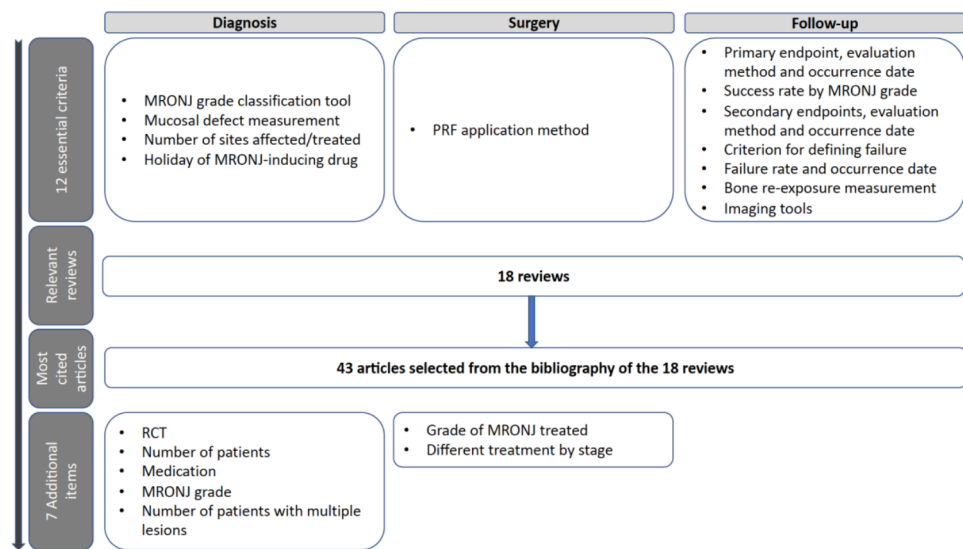 Diagnosis
Surgery
Follow-up
12 essential criteria
• MRONJ grade classification tool
• Mucosal defect measurement
• Number of sites affected/treated
• Holiday of MRONJ-inducing drug
• PRF application method
• Primary endpoint, evaluation
method and occurrence date
• Success rate by MRONJ grade
• Secondary endpoints, evaluation
method and occurrence date
• Criterion for defining failure
• Failure rate and occurrence date
• Bone re-exposure measurement
• Imaging tools
Relevant
reviews
18 reviews
Most
cited
articles
43 articles selected from the bibliography of the 18 reviews
7 Additional
items
• RCT
• Number of patients
• Medication
• MRONJ grade
• Number of patients with multiple
lesions
• Grade of MRONJ treated
• Different treatment by stage